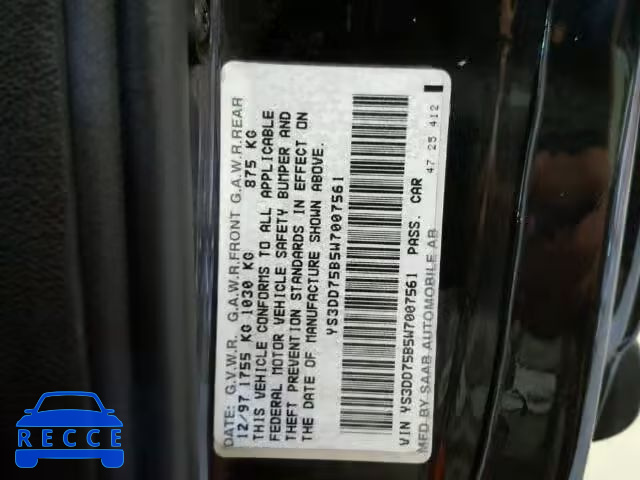 DATE: G.V.W.R. G.A.W.R.FRONT G.A.W.R.REAR
12/97 1755 KG 1030 KG 875 KG
THIS VEHICLE CONFORMS TO ALL APPLICABLE
FEDERAL MOTOR VEHICLE SAFETY BUMPER AND
THEFT PREVENTION STANDARDS IN EFFECT ON
THE DATE OF MANUFACTURE SHOWN ABOVE.
YS3DD75B5W7007561
VIN YS3DD75B5W7007561 PASS. CAR
MFD BY SAAB AUTOMOBILE AB 47 25 412
RECCE